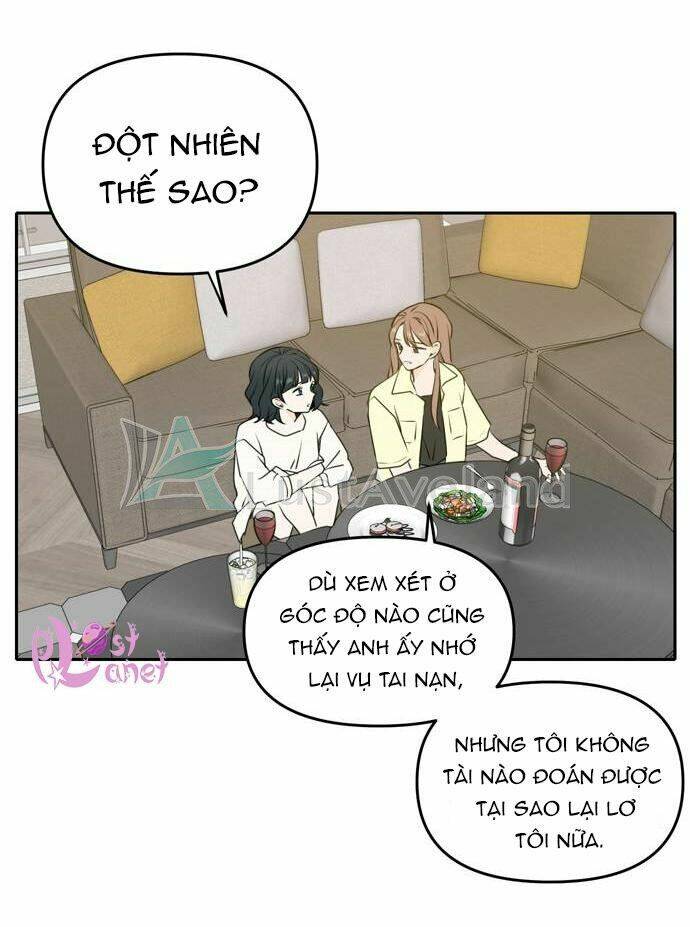 ĐỘT NHIÊN
THẾ SAO?
LustAveland
Lost
Planet
DÙ XEM XÉT Ở
GÓC ĐỘ NÀO CŨNG
THẤY ANH ẤY NHỚ
LẠI VỤ TAI NẠN,
NHƯNG TÔI KHÔNG
TÀI NÀO ĐOÁN ĐƯỢC
TẠI SAO LẠI LƠ
TÔI NỮA.